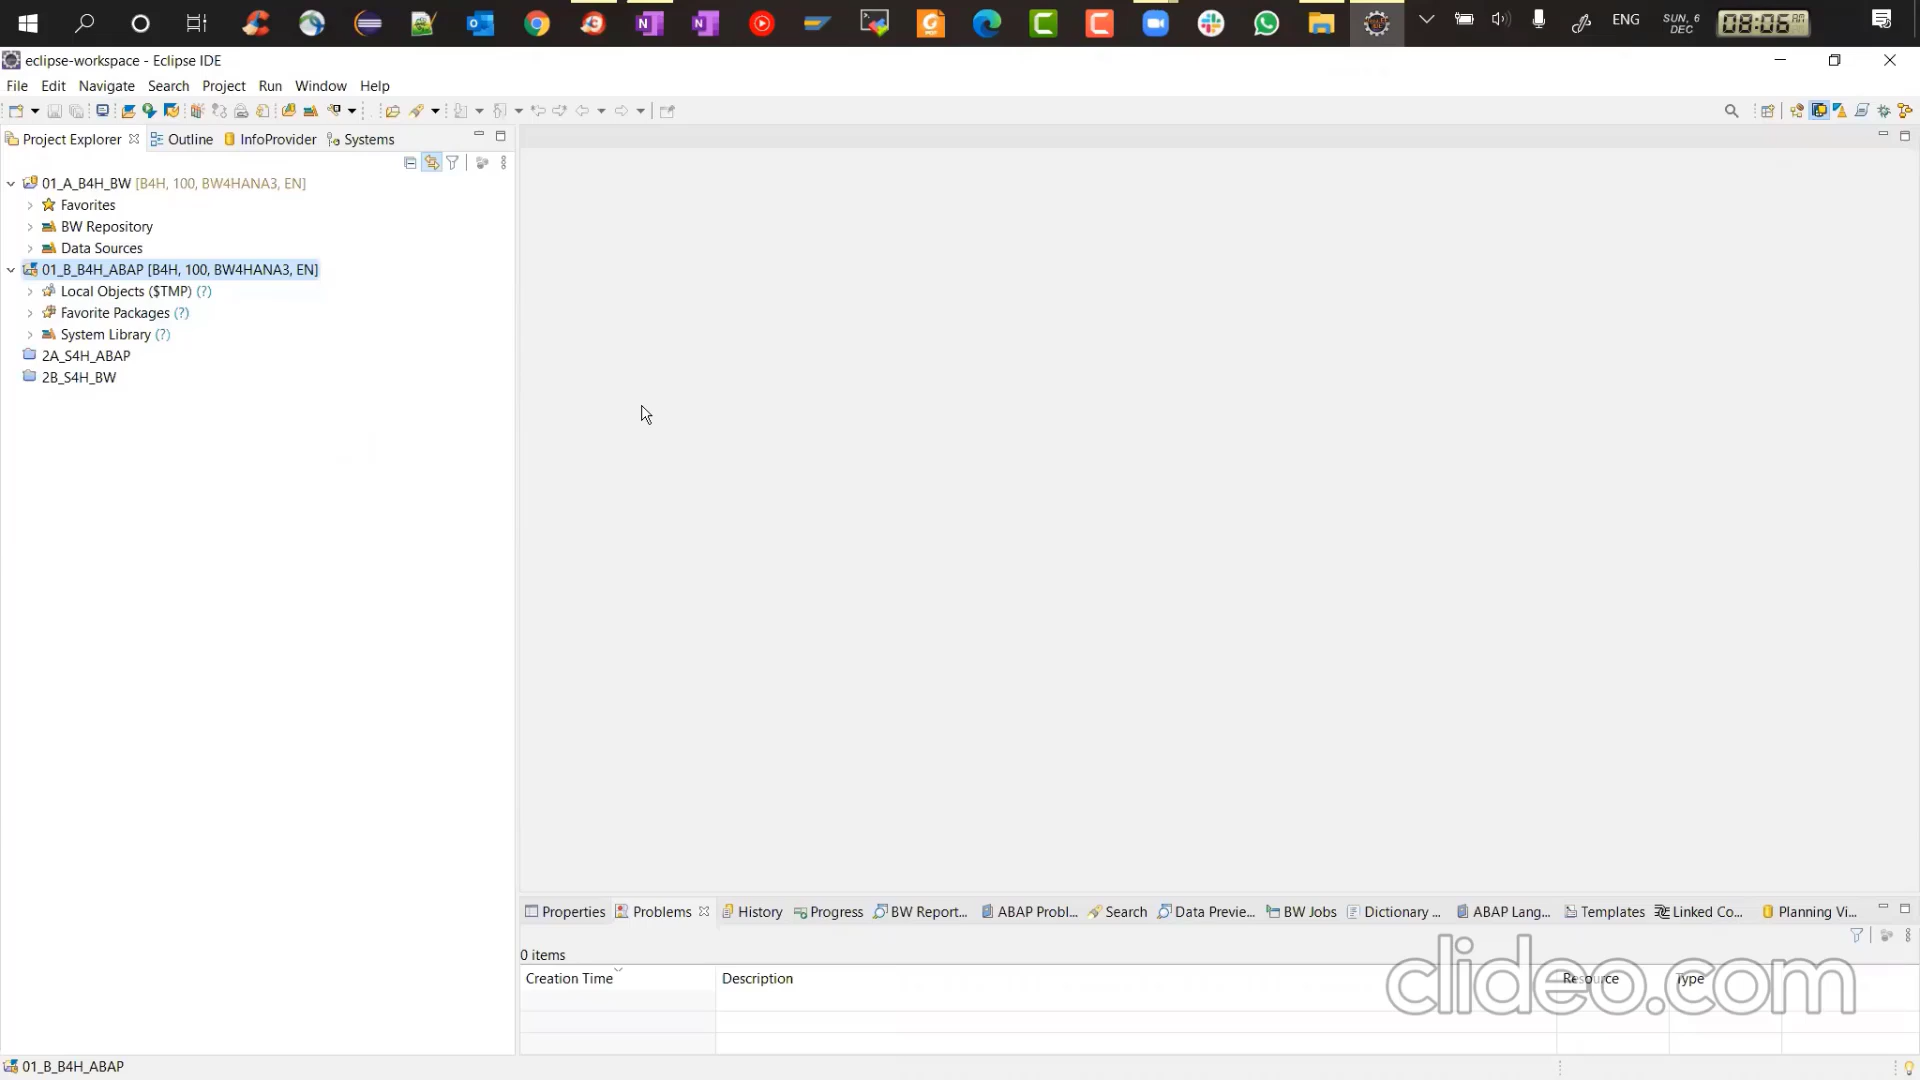 ENG
SUN, 6
DEC
08:06 AM
eclipse-workspace - Eclipse IDE
File Edit Navigate Search Project Run Window Help
Project Explorer Outline InfoProvider Systems
01_A_B4H_BW [B4H, 100, BW4HANA3, EN]
Favorites
BW Repository
Data Sources
01_B_B4H_ABAP [B4H, 100, BW4HANA3, EN]
Local Objects ($TMP) (?)
Favorite Packages (?)
System Library (?)
2A_S4H_ABAP
2B_S4H_BW
Properties Problems History Progress BW Report... ABAP Probl... Search Data Previe... BW Jobs Dictionary ... ABAP Lang... Templates Linked Co... Planning Vi...
0 items
Creation Time Description Resource Type
clideo.com
01_B_B4H_ABAP